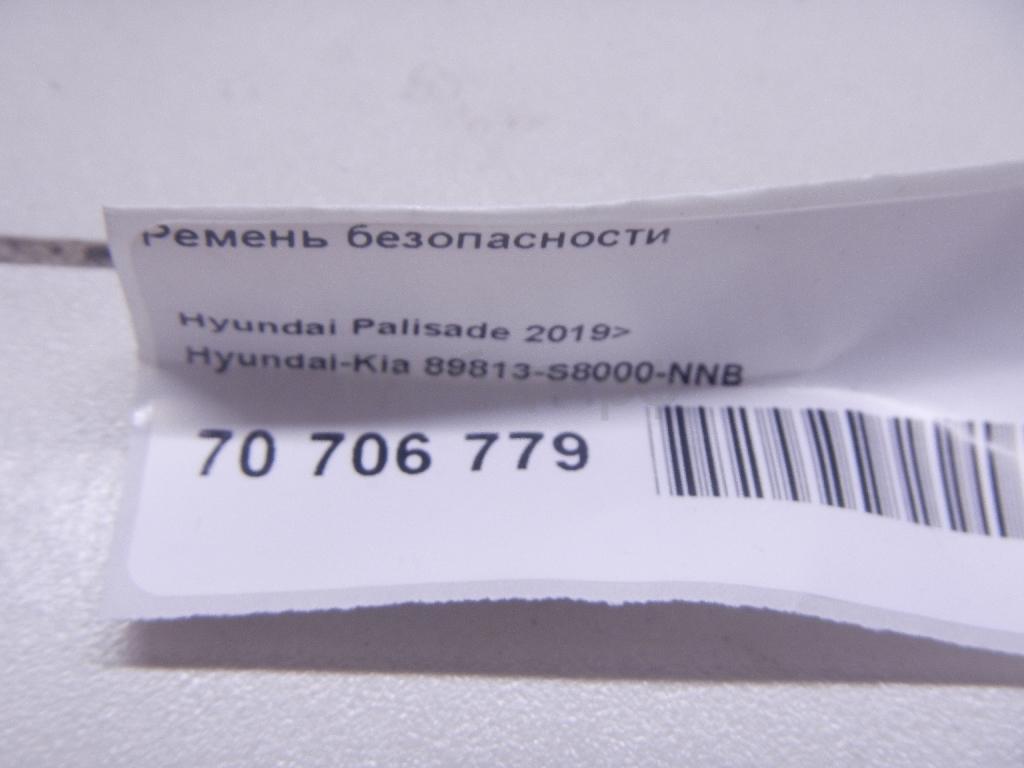 Ремень безопасности
Hyundai Palisade 2019>
Hyundai-Kia 89813-S8000-NNB
70 706 779